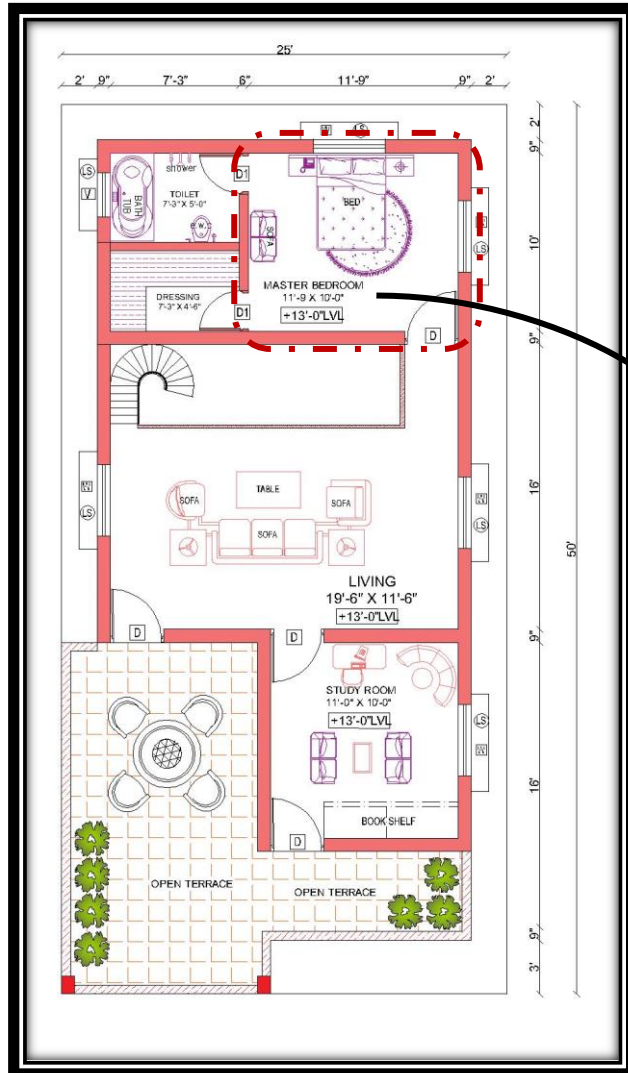 25'
2' 9" 7'-3" 6" 11'-9" 9" 2'
2'
9"
shower
D1
TOILET
7'-3" X 5'-0"
BATH TUB
W.
LS
V
BED
SOFA
LS
10'
MASTER BEDROOM
11'-9 X 10'-0"
+13'-0"LVL
DRESSING
7'-3" X 4'-6"
D1
D
9"
LS
TABLE
SOFA
SOFA
SOFA
LS
16'
50'
LIVING
19'-6" X 11'-6"
+13'-0"LVL
D
D
9"
STUDY ROOM
11'-0" X 10'-0"
+13'-0"LVL
LS
16'
BOOK SHELF
D
OPEN TERRACE
OPEN TERRACE
9"
3'